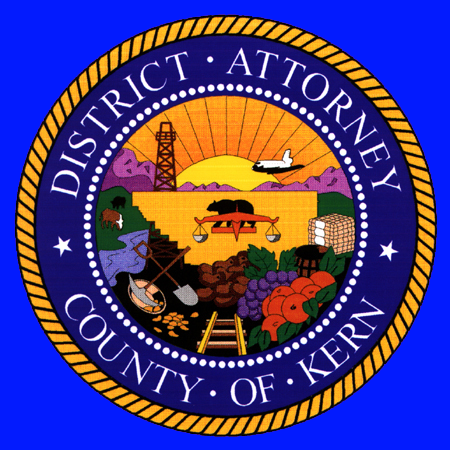 DISTRICT · ATTORNEY
COUNTY · OF · KERN